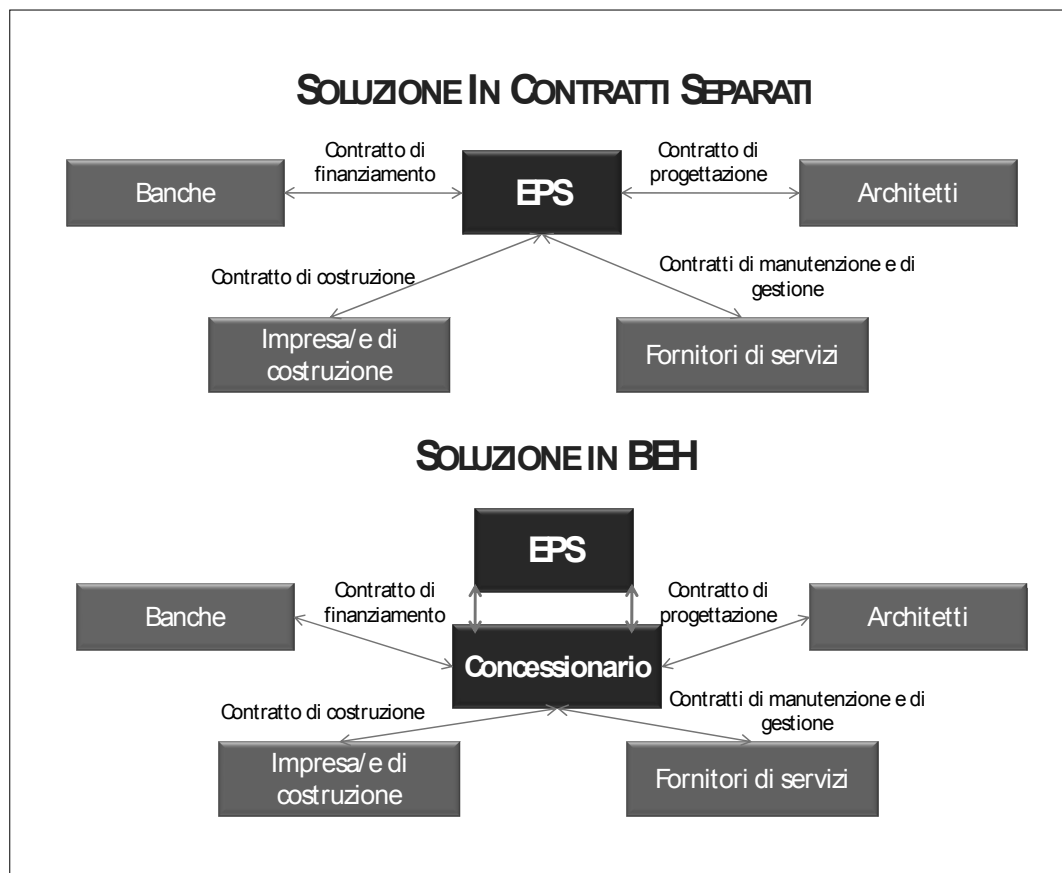 SOLUZIONE IN CONTRATTI SEPARATI
Contratto di
finanziamento
Contratto di
progettazione
Banche
EPS
Architetti
Contratto di costruzione
Contratti di manutenzione e di
gestione
Impresa/e di
costruzione
Fornitori di servizi
SOLUZIONE IN BEH
EPS
Contratto di
finanziamento
Contratto di
progettazione
Banche
Architetti
Concessionario
Contratto di costruzione
Contratti di manutenzione e di
gestione
Impresa/e di
costruzione
Fornitori di servizi